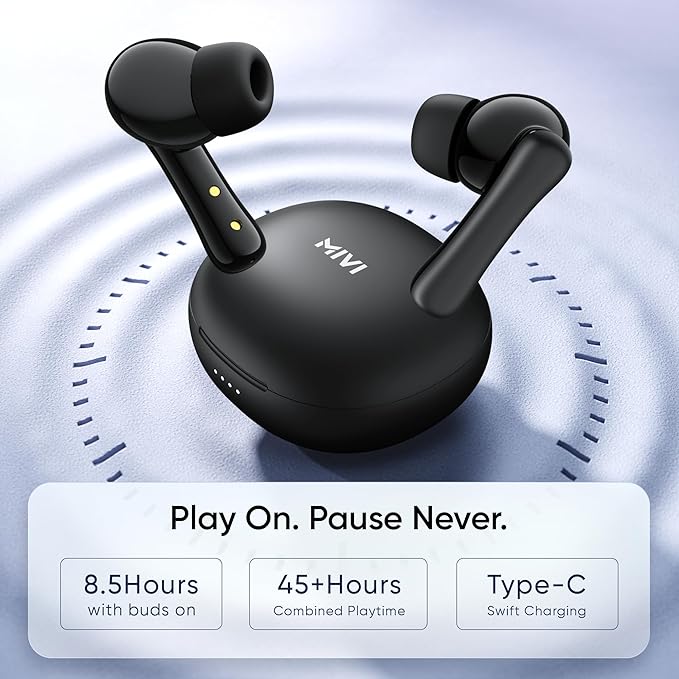 MIVI
Play On. Pause Never.
8.5Hours
with buds on
45+Hours
Combined Playtime
Type-C
Swift Charging